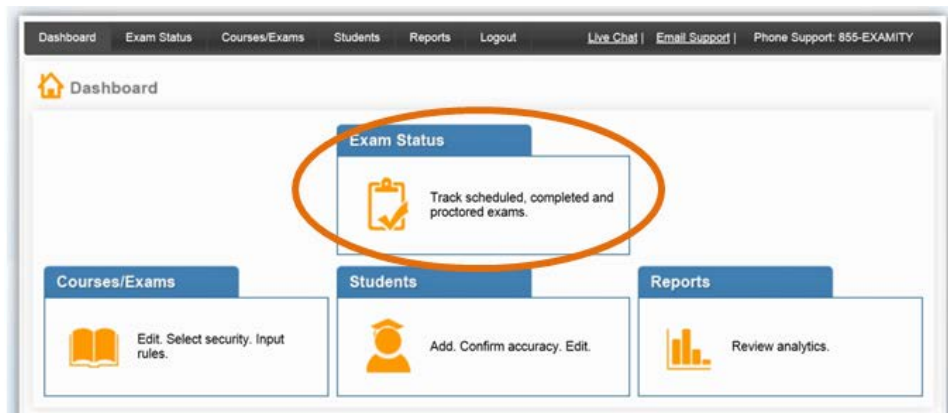 Dashboard Exam Status Courses/Exams Students Reports Logout Live Chat | Email Support | Phone Support: 855-EXAMITY
Dashboard
Exam Status
Track scheduled, completed and
proctored exams.
Courses/Exams
Edit. Select security. Input
rules.
Students
Add. Confirm accuracy. Edit.
Reports
Review analytics.